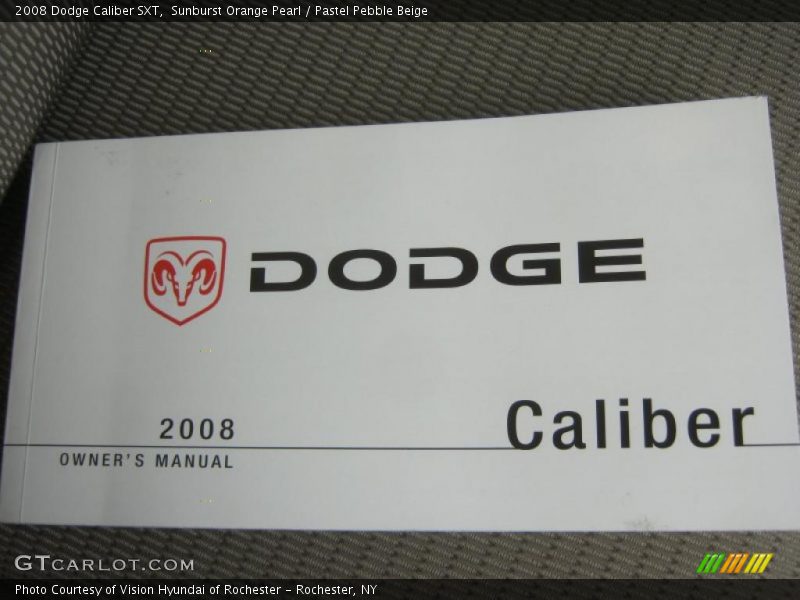 2008 Dodge Caliber SXT,  Sunburst Orange Pearl / Pastel Pebble Beige
DODGE
2008
Caliber
OWNER'S MANUAL
GTCARLOT.COM
Photo Courtesy of Vision Hyundai of Rochester – Rochester, NY